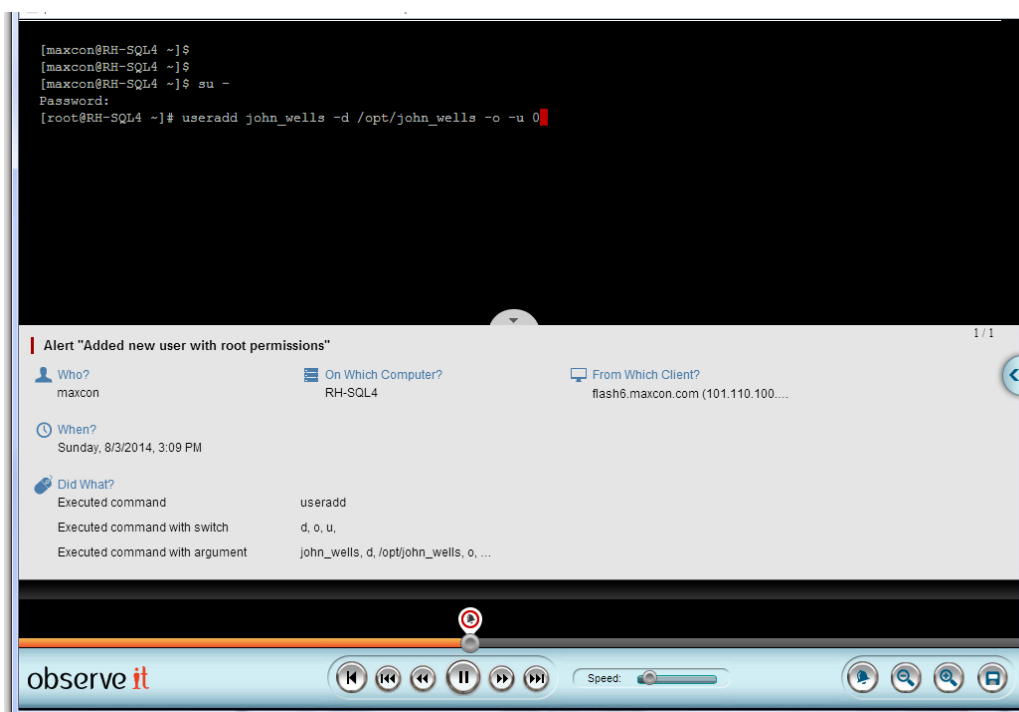 [maxcon@RH-SQL4 ~]$
[maxcon@RH-SQL4 ~]$
[maxcon@RH-SQL4 ~]$ su -
Password:
[root@RH-SQL4 ~]# useradd john_wells -d /opt/john_wells -o -u 0
1 / 1
Alert "Added new user with root permissions"
Who?
maxcon
On Which Computer?
RH-SQL4
From Which Client?
flash6.maxcon.com (101.110.100....
When?
Sunday, 8/3/2014, 3:09 PM
Did What?
Executed command useradd
Executed command with switch d, o, u,
Executed command with argument john_wells, d, /opt/john_wells, o, ...
observe it
Speed: